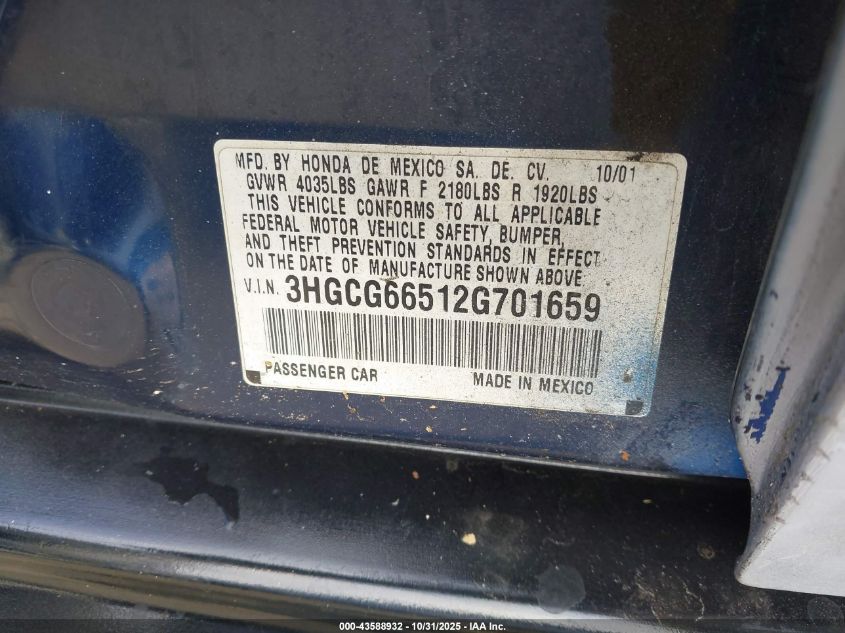 MFD. BY HONDA DE MEXICO SA. DE. CV. 10/01
GVWR 4035LBS GAWR F 2180LBS R 1920LBS
THIS VEHICLE CONFORMS TO ALL APPLICABLE
FEDERAL MOTOR VEHICLE SAFETY, BUMPER,
AND THEFT PREVENTION STANDARDS IN EFFECT
ON THE DATE OF MANUFACTURE SHOWN ABOVE.
V.I.N. 3HGCG66512G701659
PASSENGER CAR MADE IN MEXICO
000-43588932 - 10/31/2025 - IAA Inc.